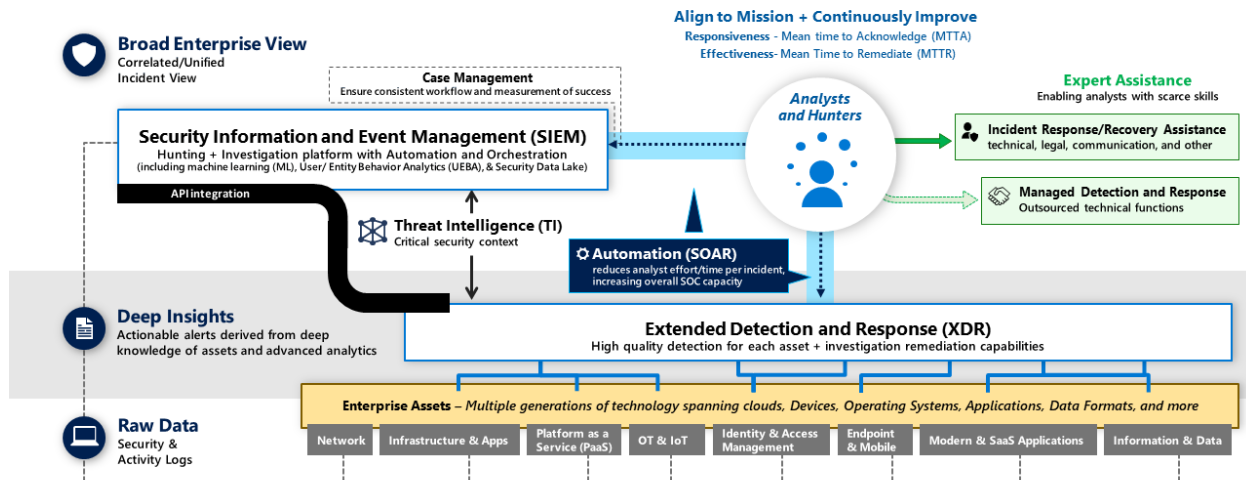 Align to Mission + Continuously Improve
Responsiveness - Mean time to Acknowledge (MTTA)
Effectiveness- Mean Time to Remediate (MTTR)
Broad Enterprise View
Correlated/Unified
Incident View
Case Management
Ensure consistent workflow and measurement of success
Analysts
and Hunters
Expert Assistance
Enabling analysts with scarce skills
Security Information and Event Management (SIEM)
Hunting + Investigation platform with Automation and Orchestration
(including machine learning (ML), User/ Entity Behavior Analytics (UEBA), & Security Data Lake)
API integration
Incident Response/Recovery Assistance
technical, legal, communication, and other
Managed Detection and Response
Outsourced technical functions
Threat Intelligence (TI)
Critical security context
Automation (SOAR)
reduces analyst effort/time per incident,
increasing overall SOC capacity
Deep Insights
Actionable alerts derived from deep
knowledge of assets and advanced analytics
Extended Detection and Response (XDR)
High quality detection for each asset + investigation remediation capabilities
Raw Data
Security &
Activity Logs
Enterprise Assets – Multiple generations of technology spanning clouds, Devices, Operating Systems, Applications, Data Formats, and more
Network
Infrastructure & Apps
Platform as a
Service (PaaS)
OT & IoT
Identity & Access
Management
Endpoint
& Mobile
Modern & SaaS Applications
Information & Data